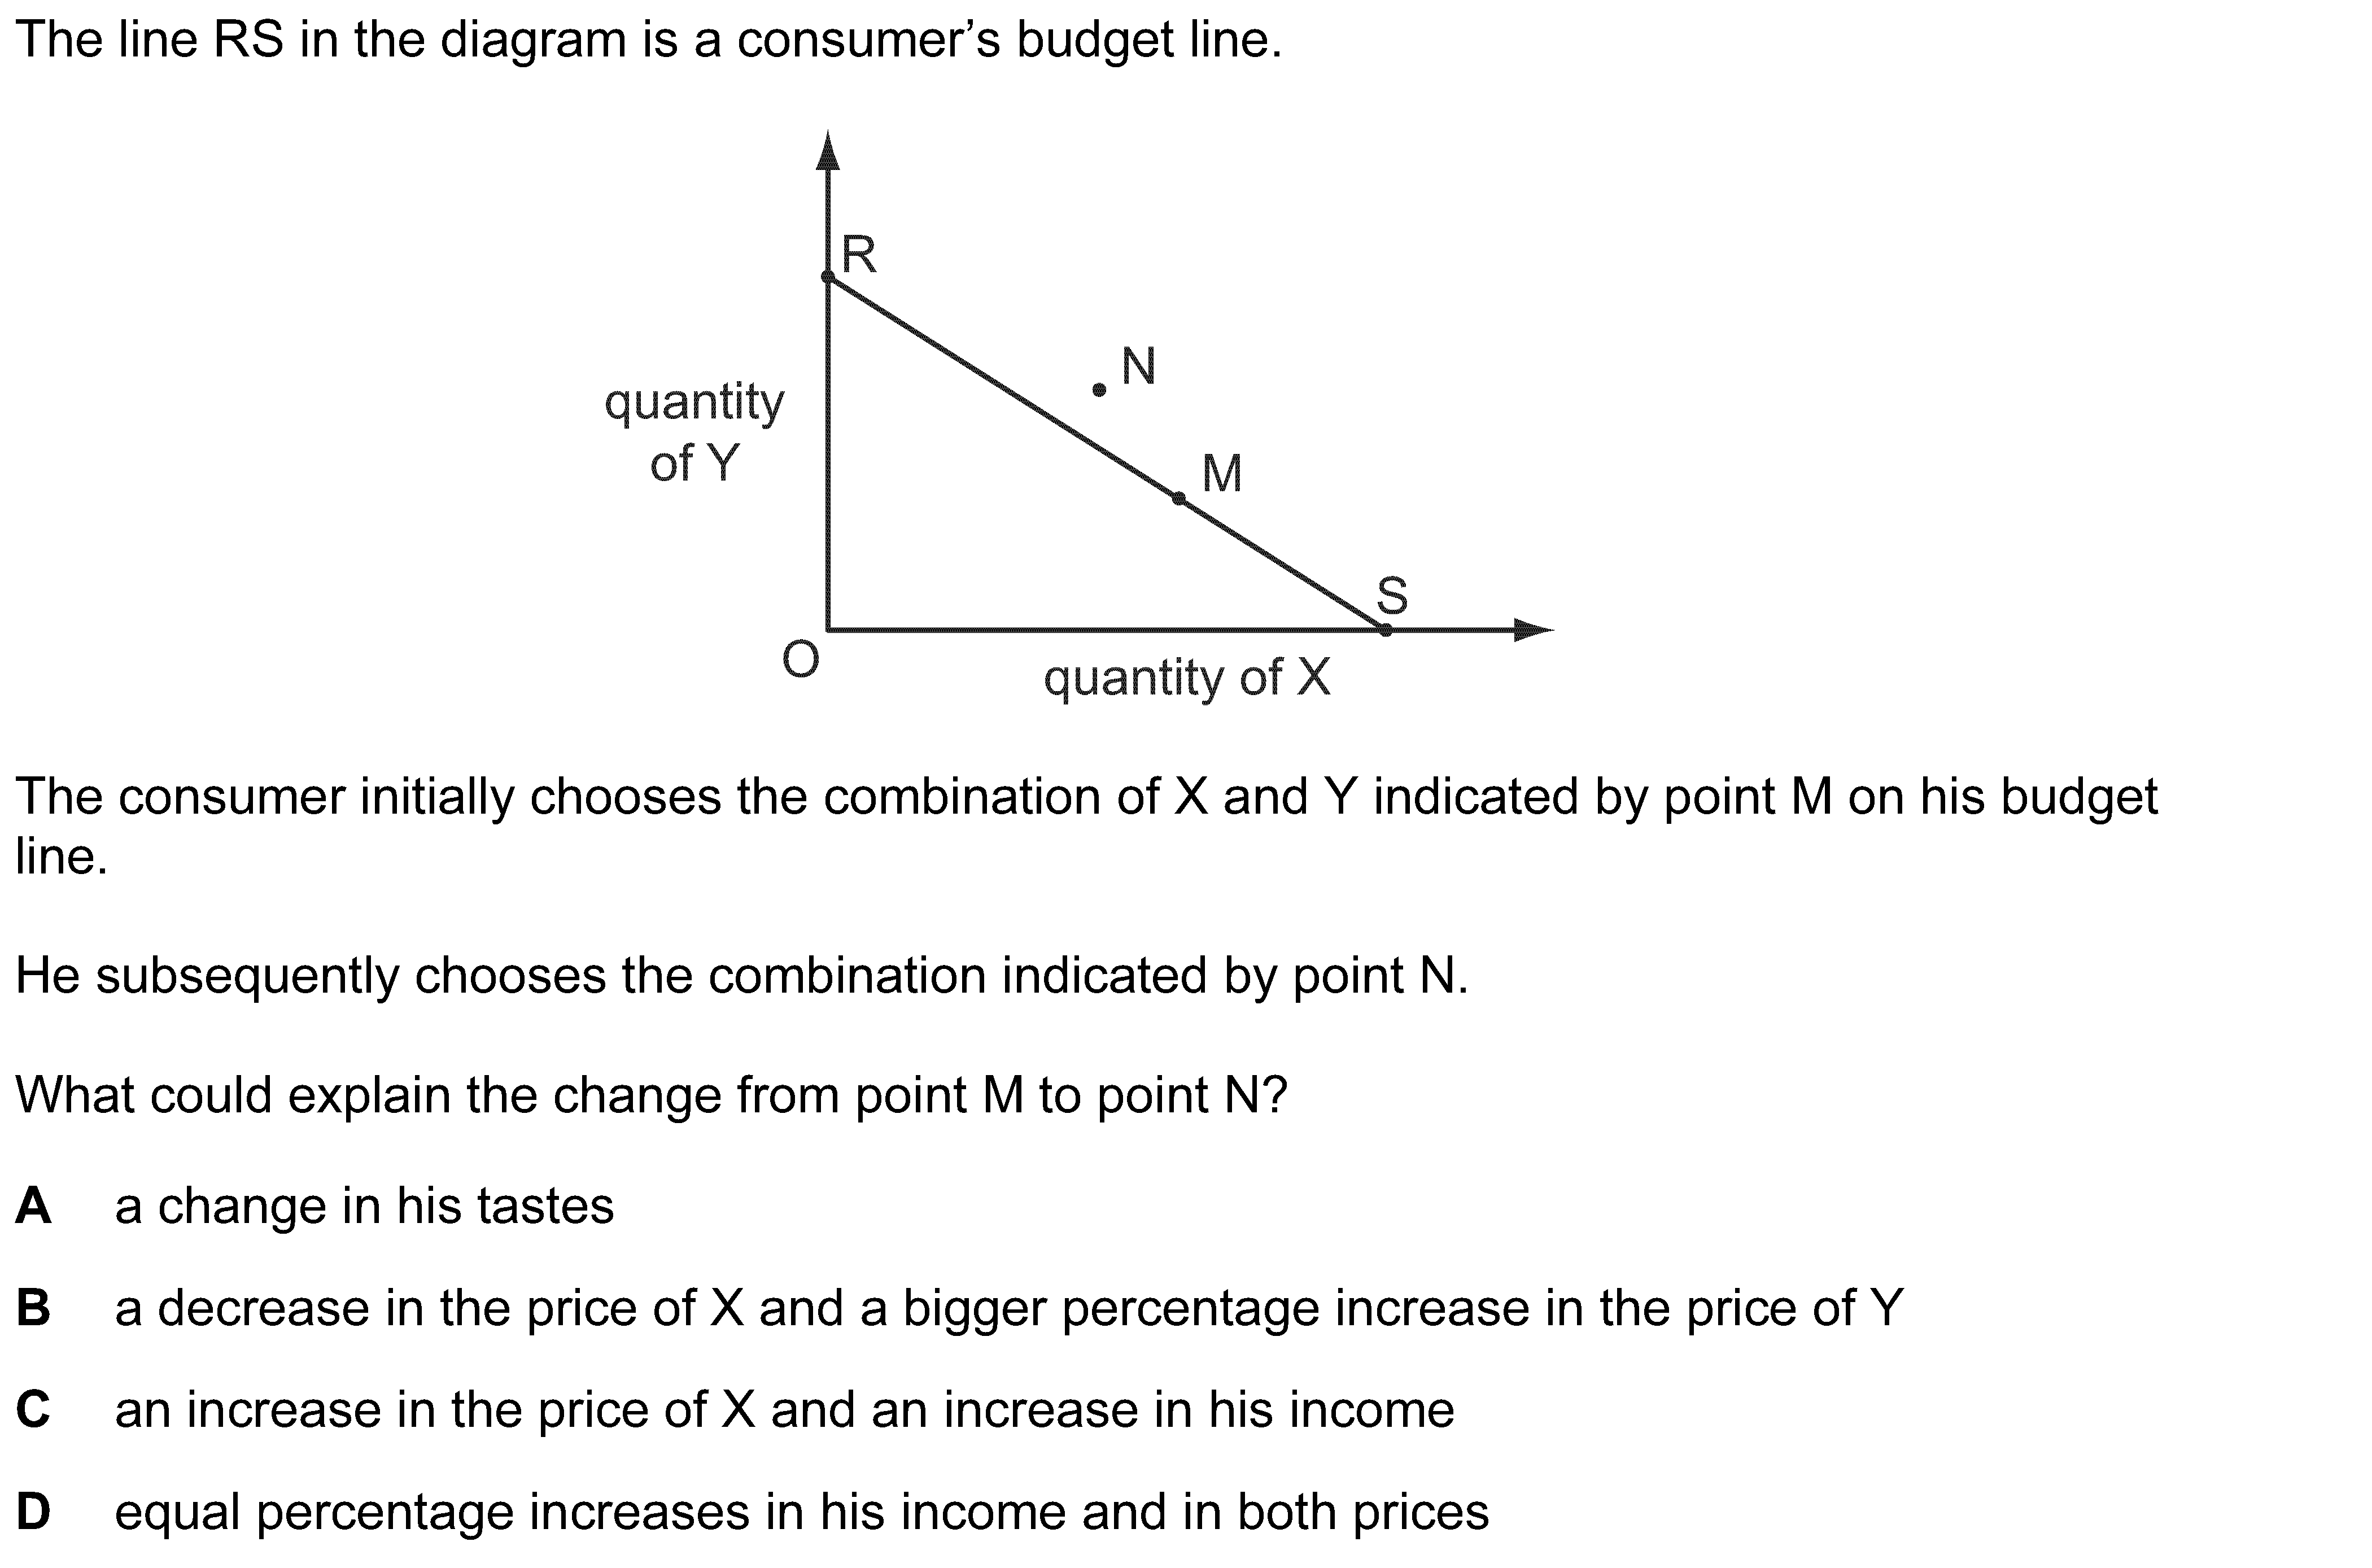 The line RS in the diagram is a consumer’s budget line.
R
N
quantity
of Y
M
S
O
quantity of X
The consumer initially chooses the combination of X and Y indicated by point M on his budget
line.
He subsequently chooses the combination indicated by point N.
What could explain the change from point M to point N?
A a change in his tastes
B a decrease in the price of X and a bigger percentage increase in the price of Y
C an increase in the price of X and an increase in his income
D equal percentage increases in his income and in both prices